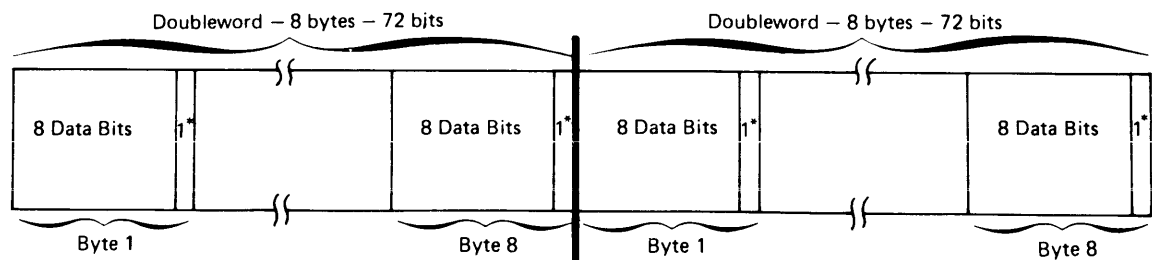 Doubleword – 8 bytes – 72 bits
Doubleword – 8 bytes – 72 bits
8 Data Bits 1* 8 Data Bits 1* 8 Data Bits 1* 8 Data Bits 1*
Byte 1 Byte 8 Byte 1 Byte 8